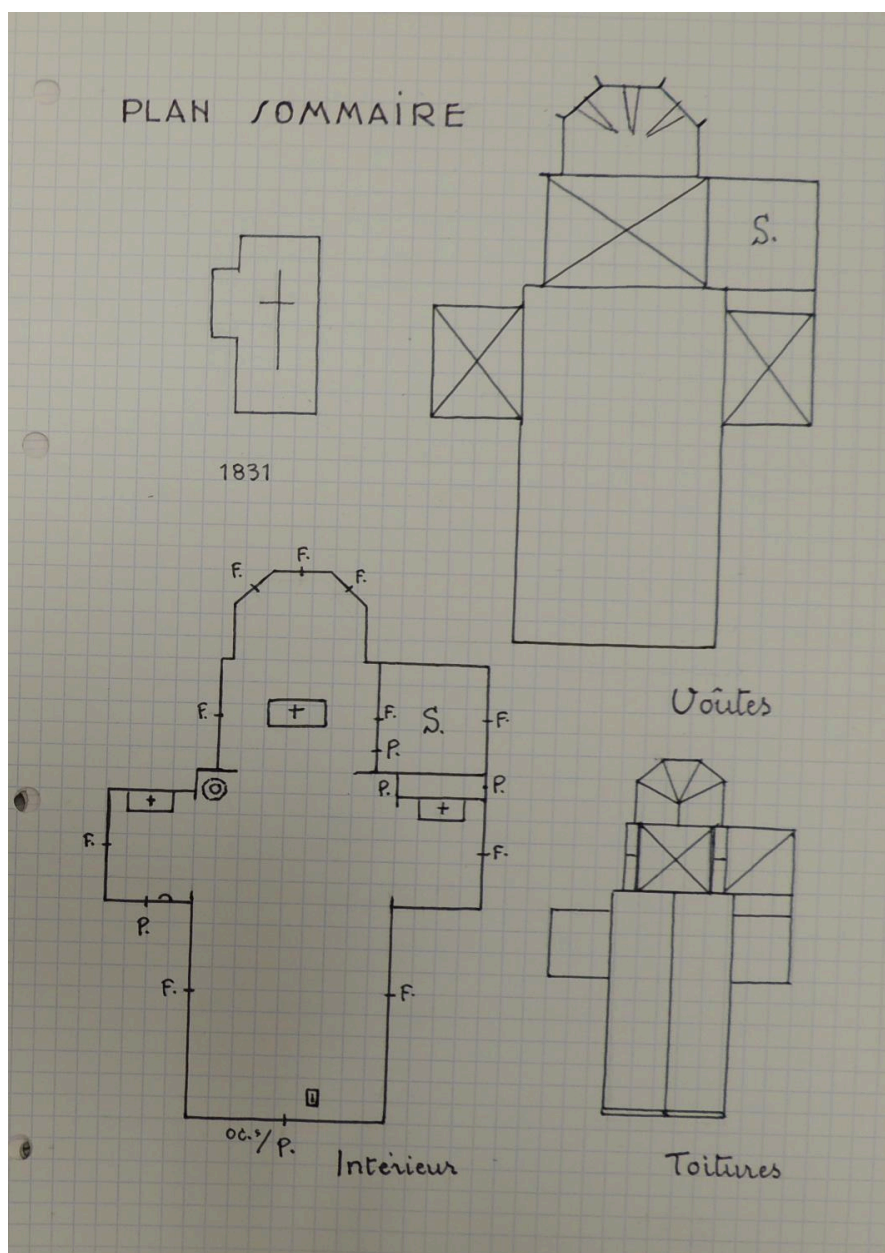 PLAN SOMMAIRE
S.
1831
F.
F.
F.
Voûtes
F.
F.
S.
F.
P.
P.
P.
F.
F.
P.
F.
F.
oc.s/P.
Intérieur
Toitures